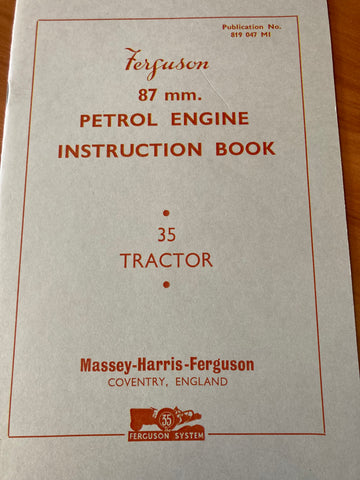 Publication No.
819 047 M1
Ferguson
87 mm.
PETROL ENGINE
INSTRUCTION BOOK
35
TRACTOR
Massey-Harris-Ferguson
COVENTRY, ENGLAND
35
FERGUSON SYSTEM